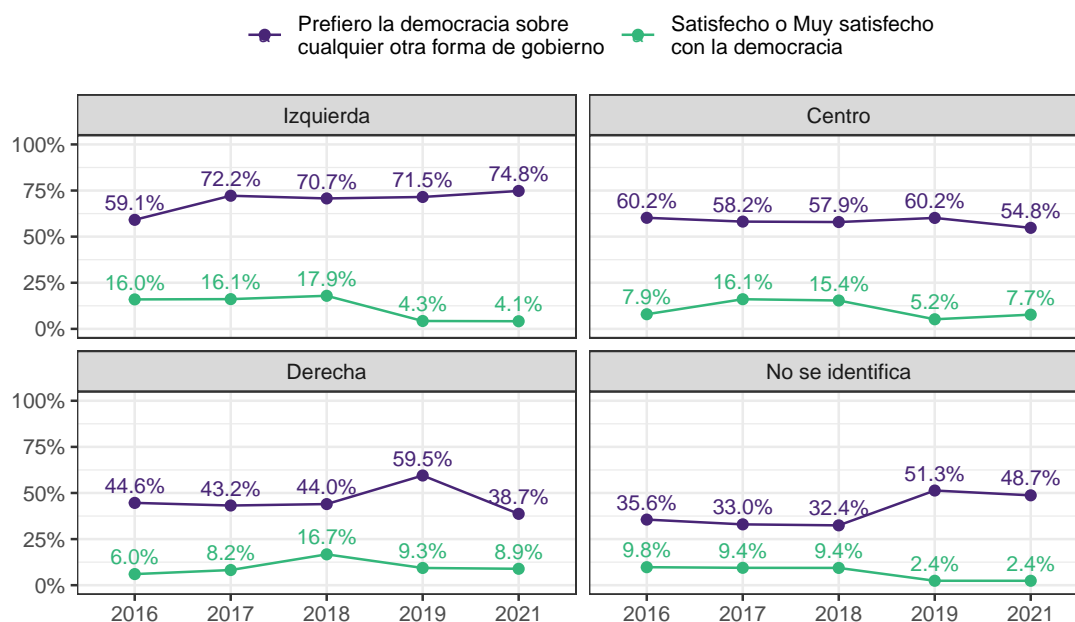 Prefiero la democracia sobre
cualquier otra forma de gobierno
Satisfecho o Muy satisfecho
con la democracia
Izquierda
Centro
100%
75%
50%
25%
0%
59.1% 72.2% 70.7% 71.5% 74.8%
16.0% 16.1% 17.9% 4.3% 4.1%
60.2% 58.2% 57.9% 60.2% 54.8%
7.9% 16.1% 15.4% 5.2% 7.7%
Derecha
No se identifica
100%
75%
50%
25%
0%
44.6% 43.2% 44.0% 59.5% 38.7%
6.0% 8.2% 16.7% 9.3% 8.9%
35.6% 33.0% 32.4% 51.3% 48.7%
9.8% 9.4% 9.4% 2.4% 2.4%
2016 2017 2018 2019 2021
2016 2017 2018 2019 2021